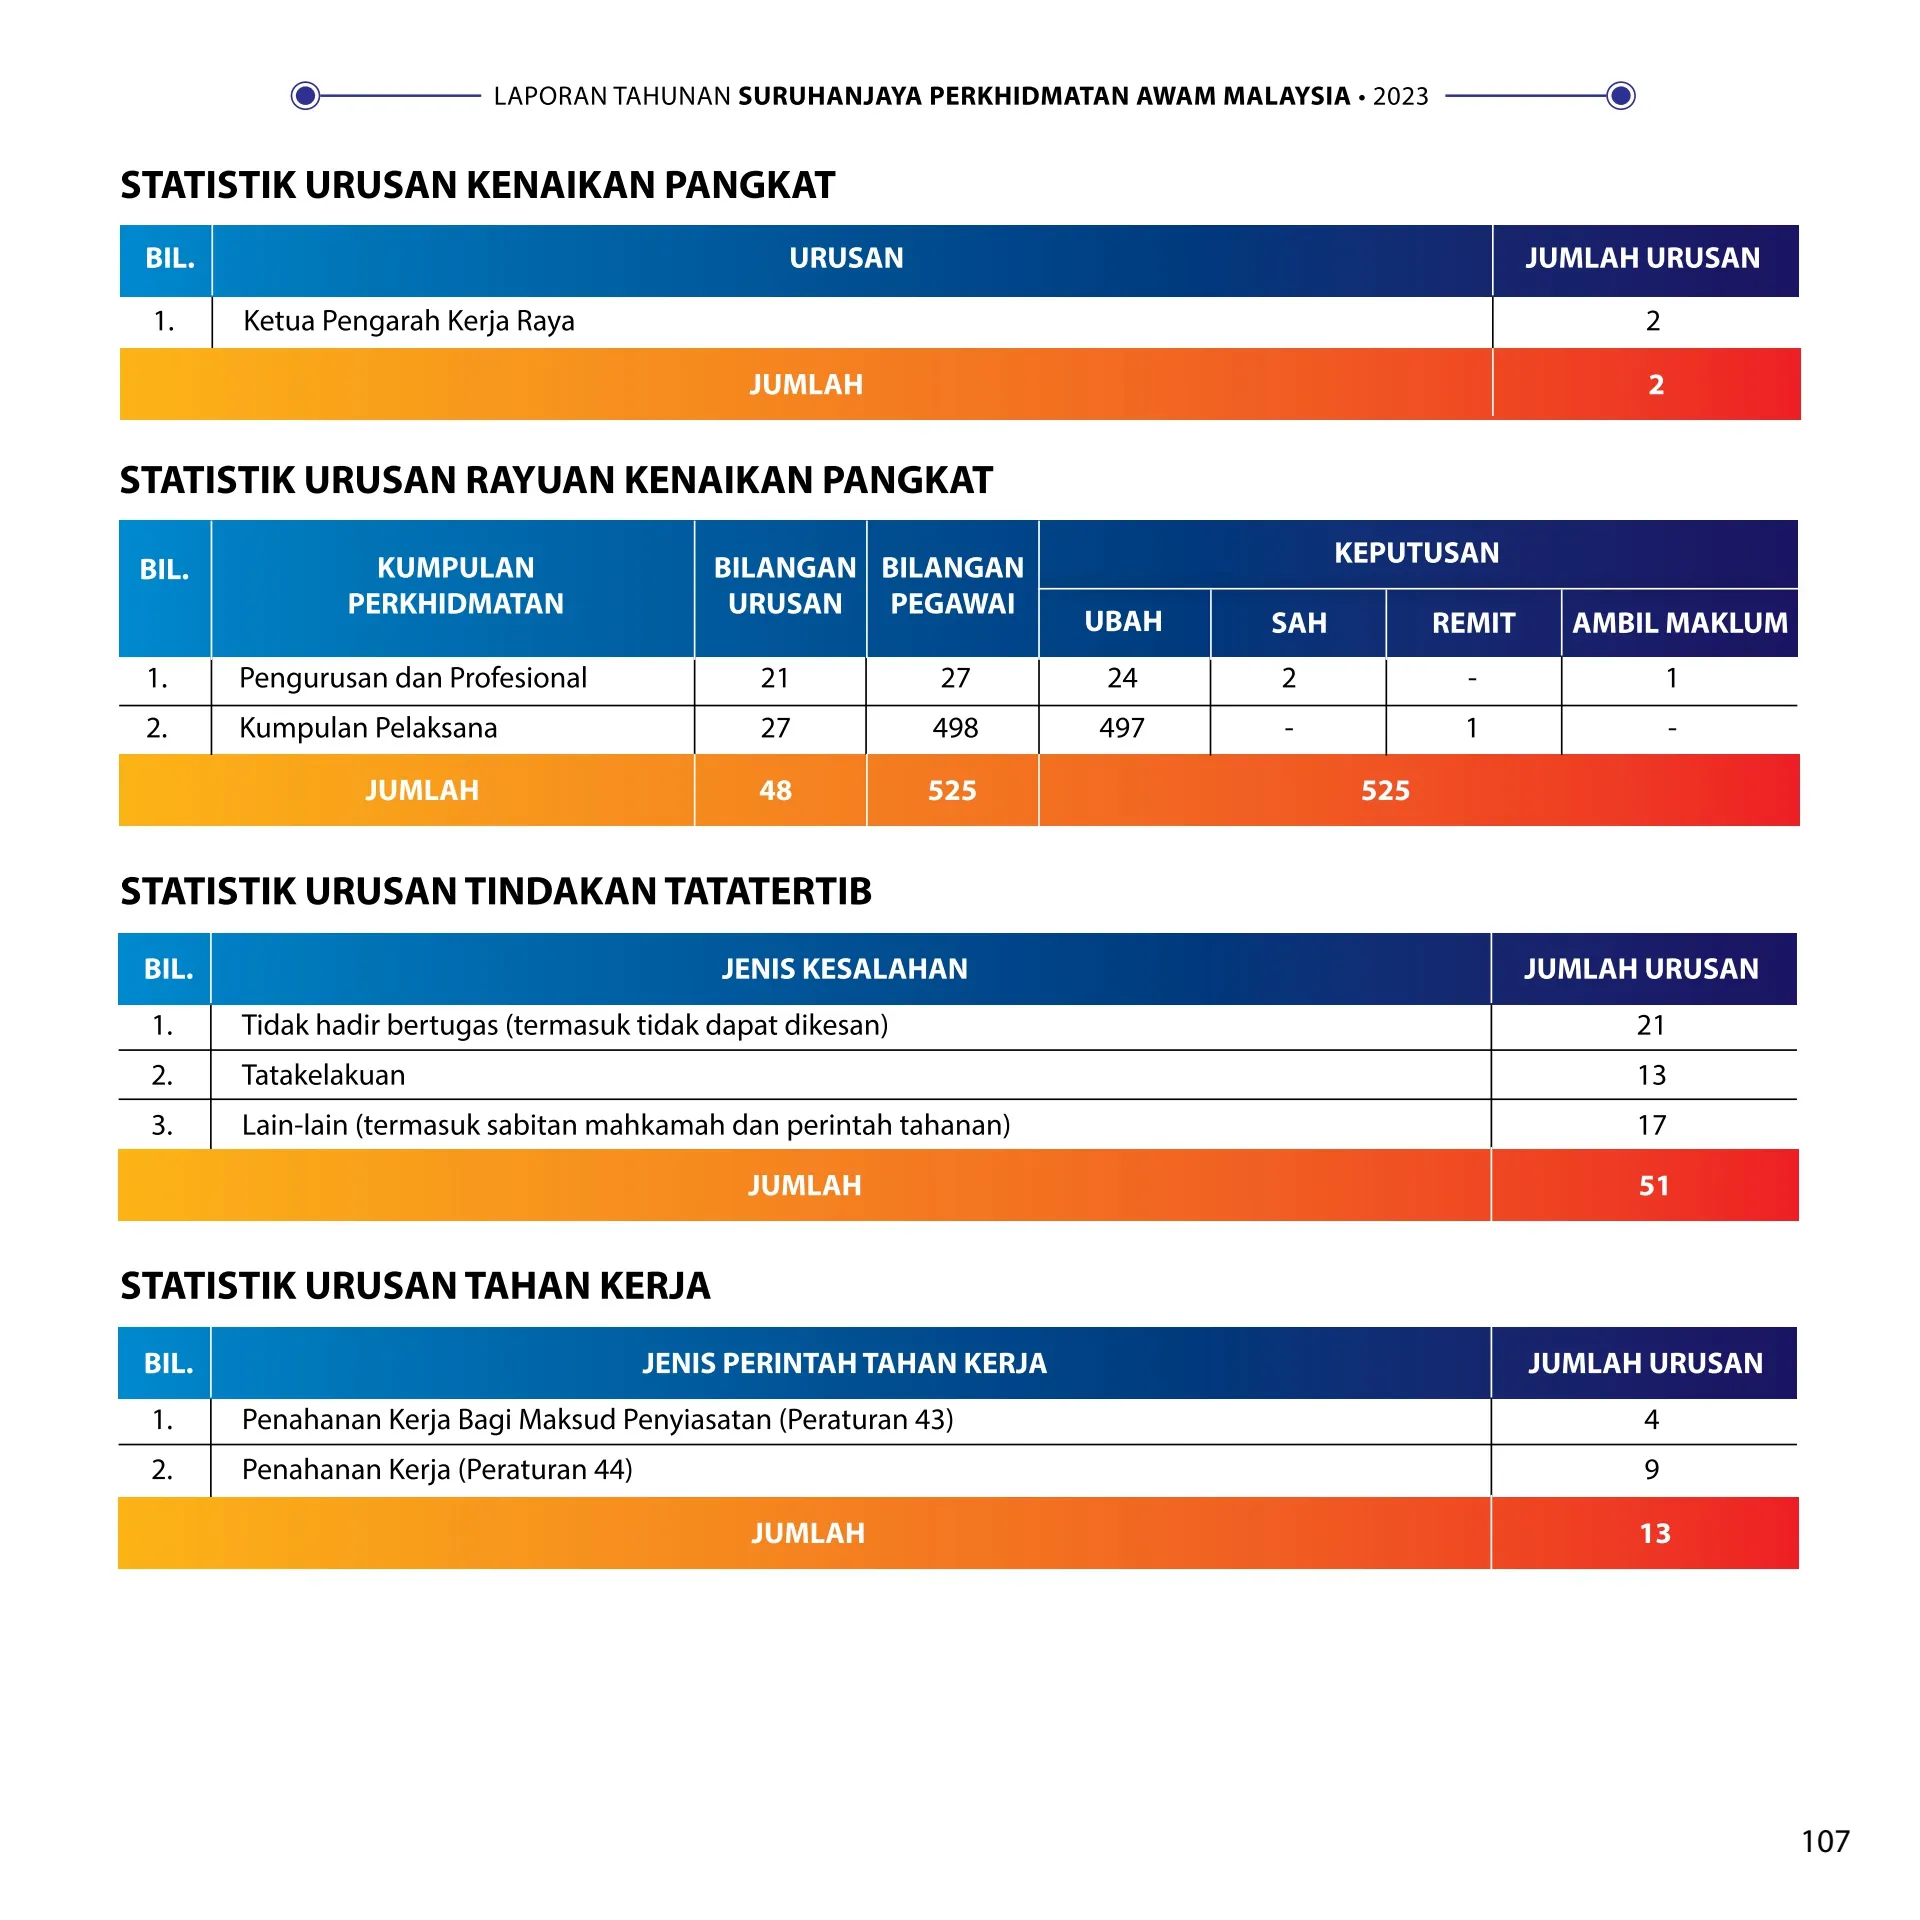 LAPORAN TAHUNAN SURUHANJAYA PERKHIDMATAN AWAM MALAYSIA • 2023
STATISTIK URUSAN KENAIKAN PANGKAT
BIL. URUSAN JUMLAH URUSAN
1. Ketua Pengarah Kerja Raya 2
JUMLAH 2
STATISTIK URUSAN RAYUAN KENAIKAN PANGKAT
BIL. KUMPULAN PERKHIDMATAN BILANGAN URUSAN BILANGAN PEGAWAI KEPUTUSAN
UBAH SAH REMIT AMBIL MAKLUM
1. Pengurusan dan Profesional 21 27 24 2 - 1
2. Kumpulan Pelaksana 27 498 497 - 1 -
JUMLAH 48 525 525
STATISTIK URUSAN TINDAKAN TATATERTIB
BIL. JENIS KESALAHAN JUMLAH URUSAN
1. Tidak hadir bertugas (termasuk tidak dapat dikesan) 21
2. Tatakelakuan 13
3. Lain-lain (termasuk sabitan mahkamah dan perintah tahanan) 17
JUMLAH 51
STATISTIK URUSAN TAHAN KERJA
BIL. JENIS PERINTAH TAHAN KERJA JUMLAH URUSAN
1. Penahanan Kerja Bagi Maksud Penyiasatan (Peraturan 43) 4
2. Penahanan Kerja (Peraturan 44) 9
JUMLAH 13
107